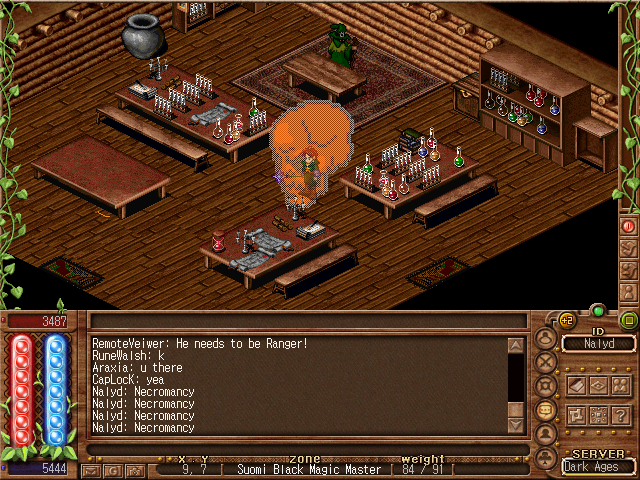 3487
RemoteVeiwer: He needs to be Ranger!
RuneWalsh: k
Araxia: u there
CapLocK: yea
Nalyd: Necromancy
Nalyd: Necromancy
Nalyd: Necromancy
Nalyd: Necromancy
+2
ID
Nalyd
?
SERVER
Dark Ages
x y zone weight
5444
G
9, 7 [ Suomi Black Magic Master [ 84 / 91 [